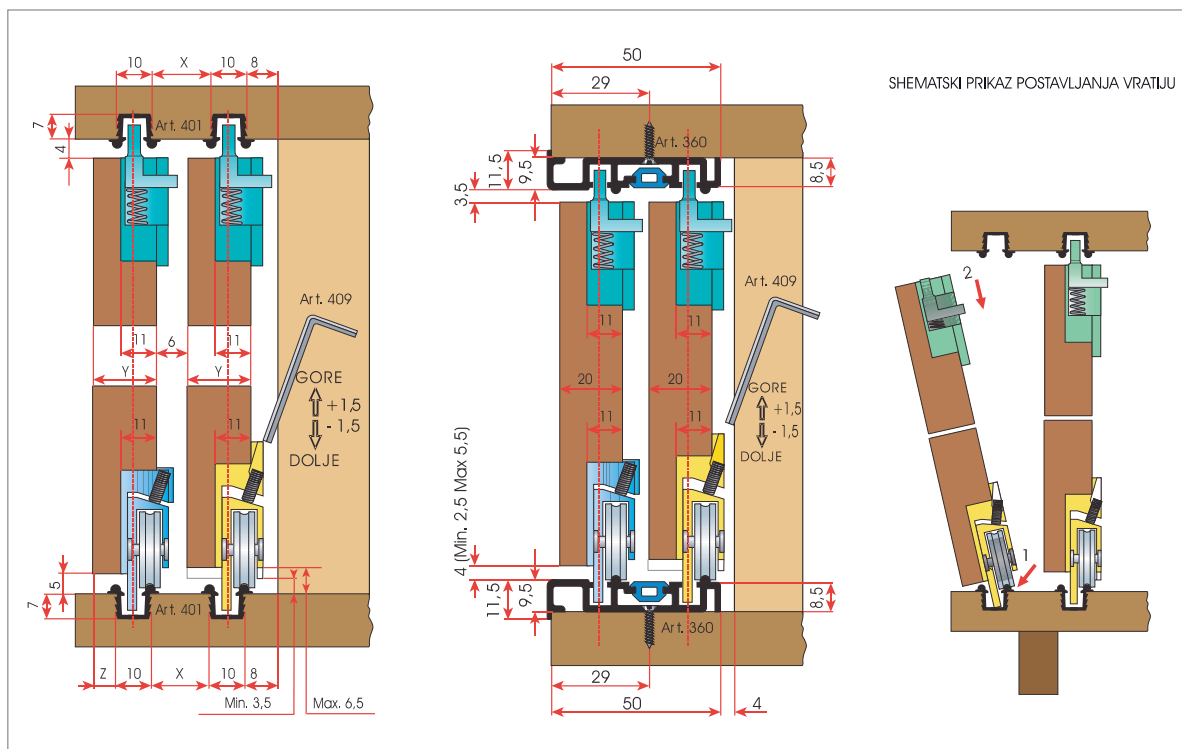 10 X 10 8
7
Art. 401
4
11 6 11
Y Y
Art. 409
GORE
+1,5
- 1,5
DOLJE
11 11
5
7
Art. 401
Z 10 X 10 8
Min. 3,5 Max. 6,5
50
29
Art. 360
11,5
9,5
8,5
3,5
Art. 409
11 11
20 20
GORE
+1,5
- 1,5
DOLJE
11 11
4 (Min. 2,5 Max 5,5)
11,5
9,5
8,5
Art. 360
29
50 4
SHEMATSKI PRIKAZ POSTAVLJANJA VRATIJU
2
1